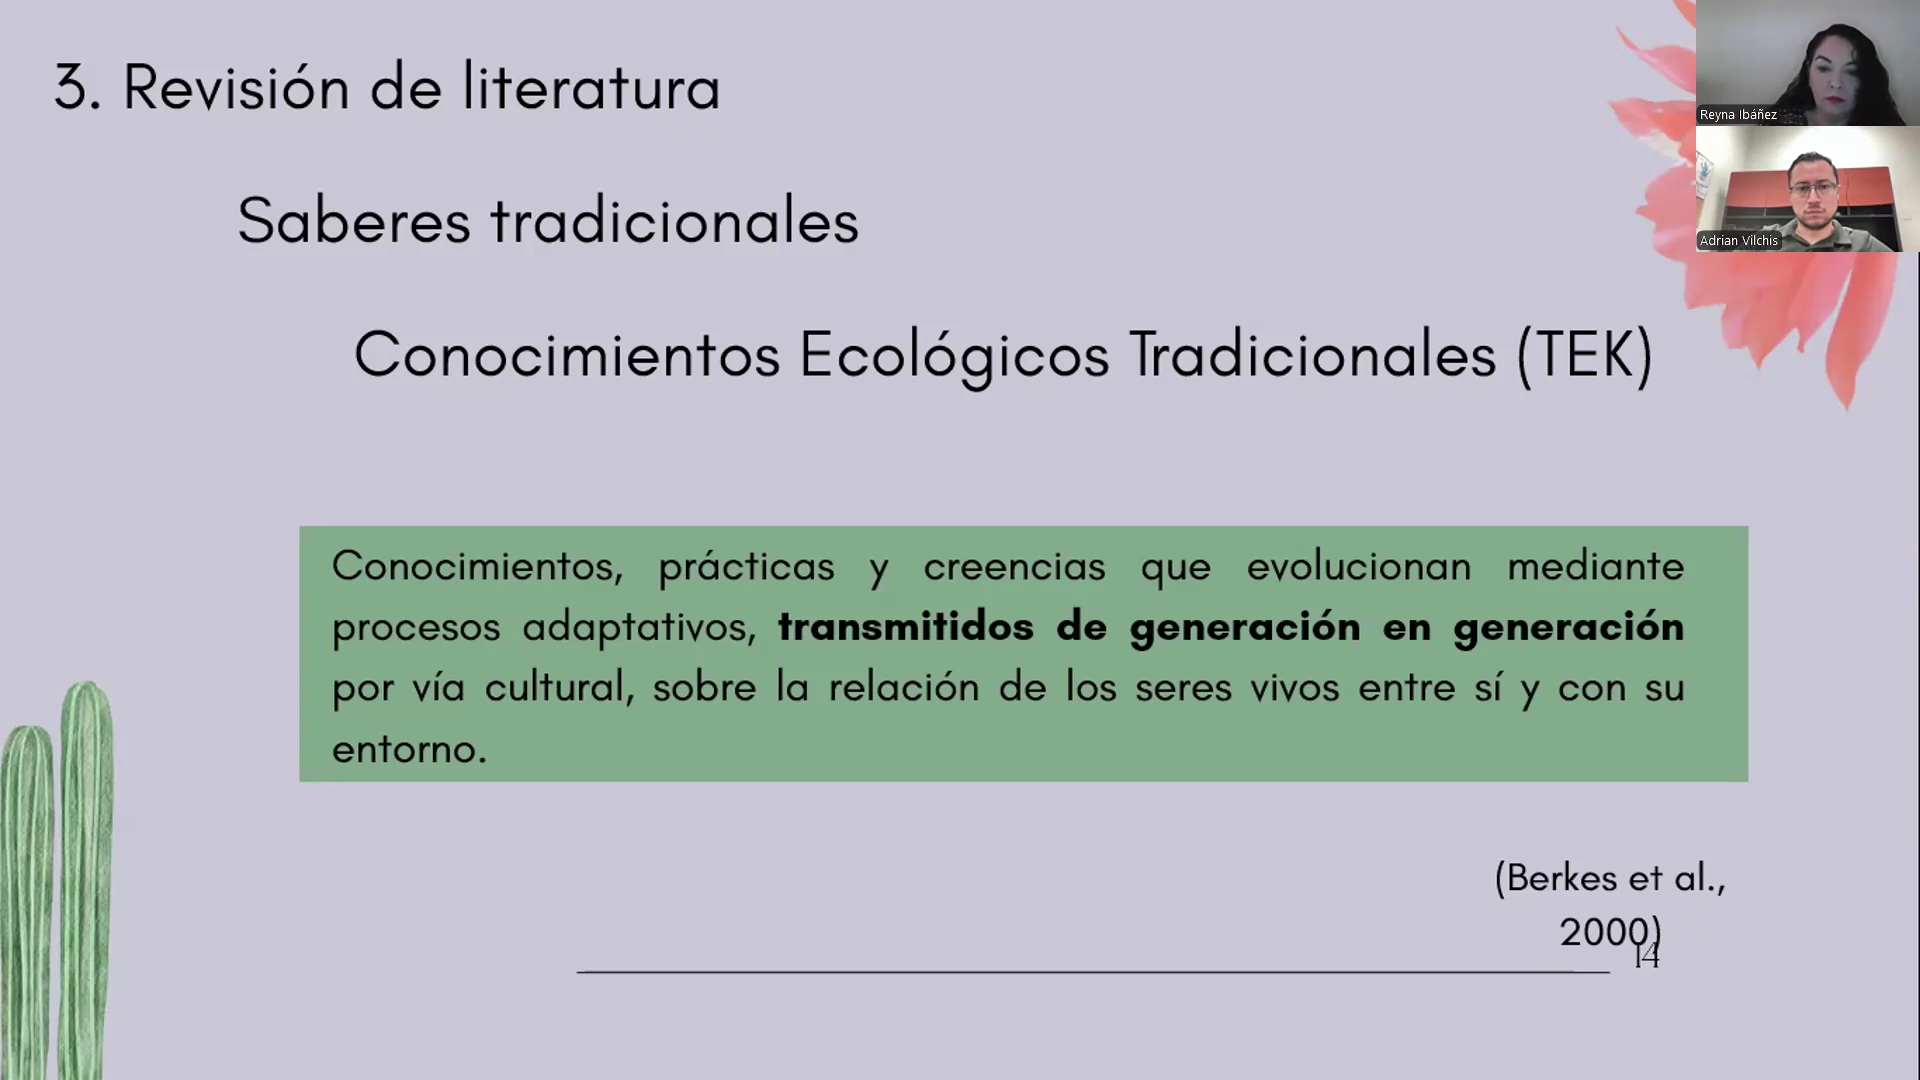 3. Revisión de literatura
Reyna Ibáñez
Saberes tradicionales
Adrian Vilchis
Conocimientos Ecológicos Tradicionales (TEK)
Conocimientos, prácticas y creencias que evolucionan mediante
procesos adaptativos, transmitidos de generación en generación
por vía cultural, sobre la relación de los seres vivos entre sí y con su
entorno.
(Berkes et al.,
2000)
14